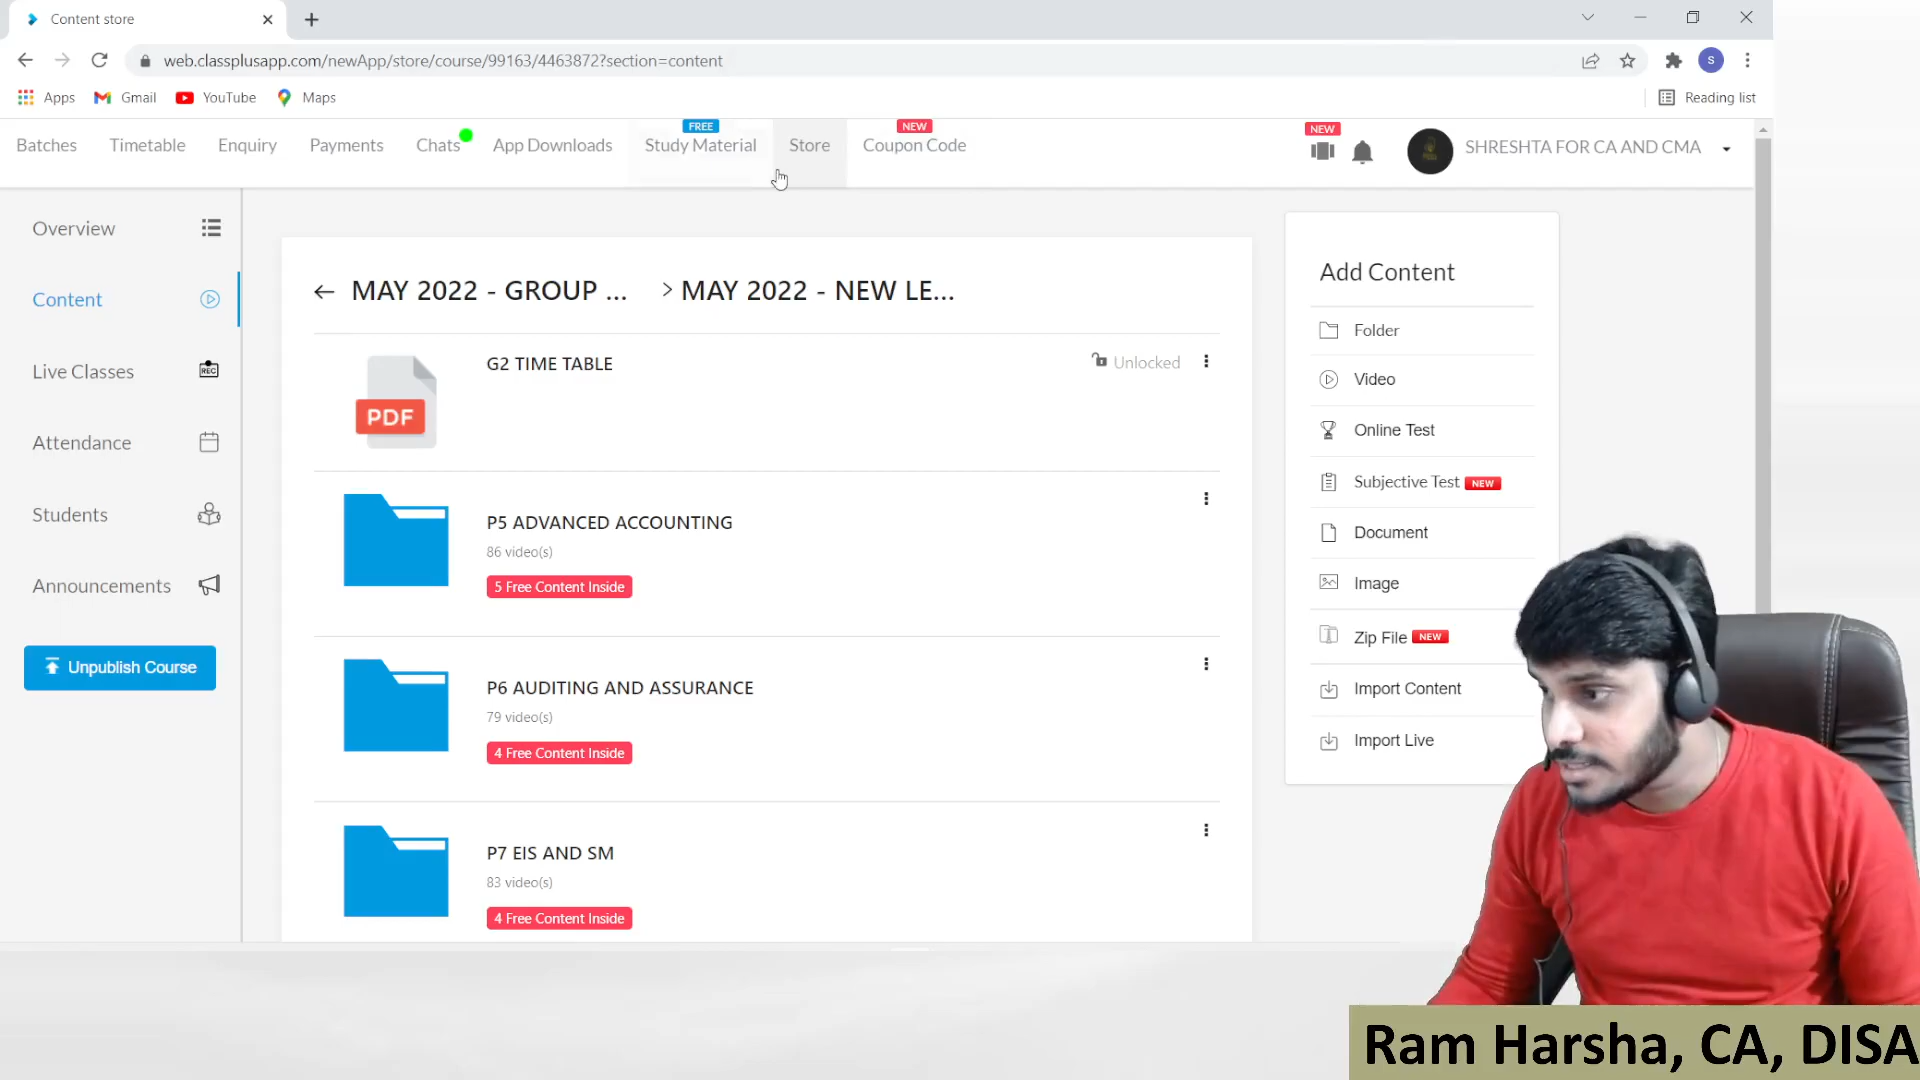 Content store
web.classplusapp.com/newApp/store/course/99163/4463872?section=content
S
Apps
Gmail
YouTube
Maps
Reading list
Batches
Timetable
Enquiry
Payments
Chats
App Downloads
FREE
Study Material
Store
NEW
Coupon Code
NEW
SHRESHTA FOR CA AND CMA
Overview
Content
Live Classes
REC
Attendance
Students
Announcements
Unpublish Course
MAY 2022 - GROUP ... > MAY 2022 - NEW LE...
PDF
G2 TIME TABLE
Unlocked
P5 ADVANCED ACCOUNTING
86 video(s)
5 Free Content Inside
P6 AUDITING AND ASSURANCE
79 video(s)
4 Free Content Inside
P7 EIS AND SM
83 video(s)
4 Free Content Inside
Add Content
Folder
Video
Online Test
Subjective Test NEW
Document
Image
Zip File NEW
Import Content
Import Live
Ram Harsha, CA, DISA